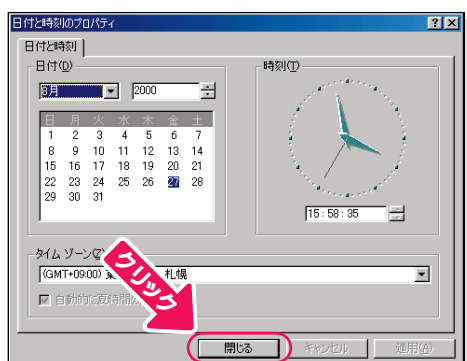 日付と時刻のプロパティ
日付と時刻
日付(D)
8月 2000
日 月 火 水 木 金 土
1 2 3 4 5 6 7
8 9 10 11 12 13 14
15 16 17 18 19 20 21
22 23 24 25 26 27 28
29 30 31
時刻(T)
15:58:35
タイム ゾーン(Z)
(GMT+09:00) 札幌
クリック
自動的に夏時間の
閉じる キャンセル 適用(A)